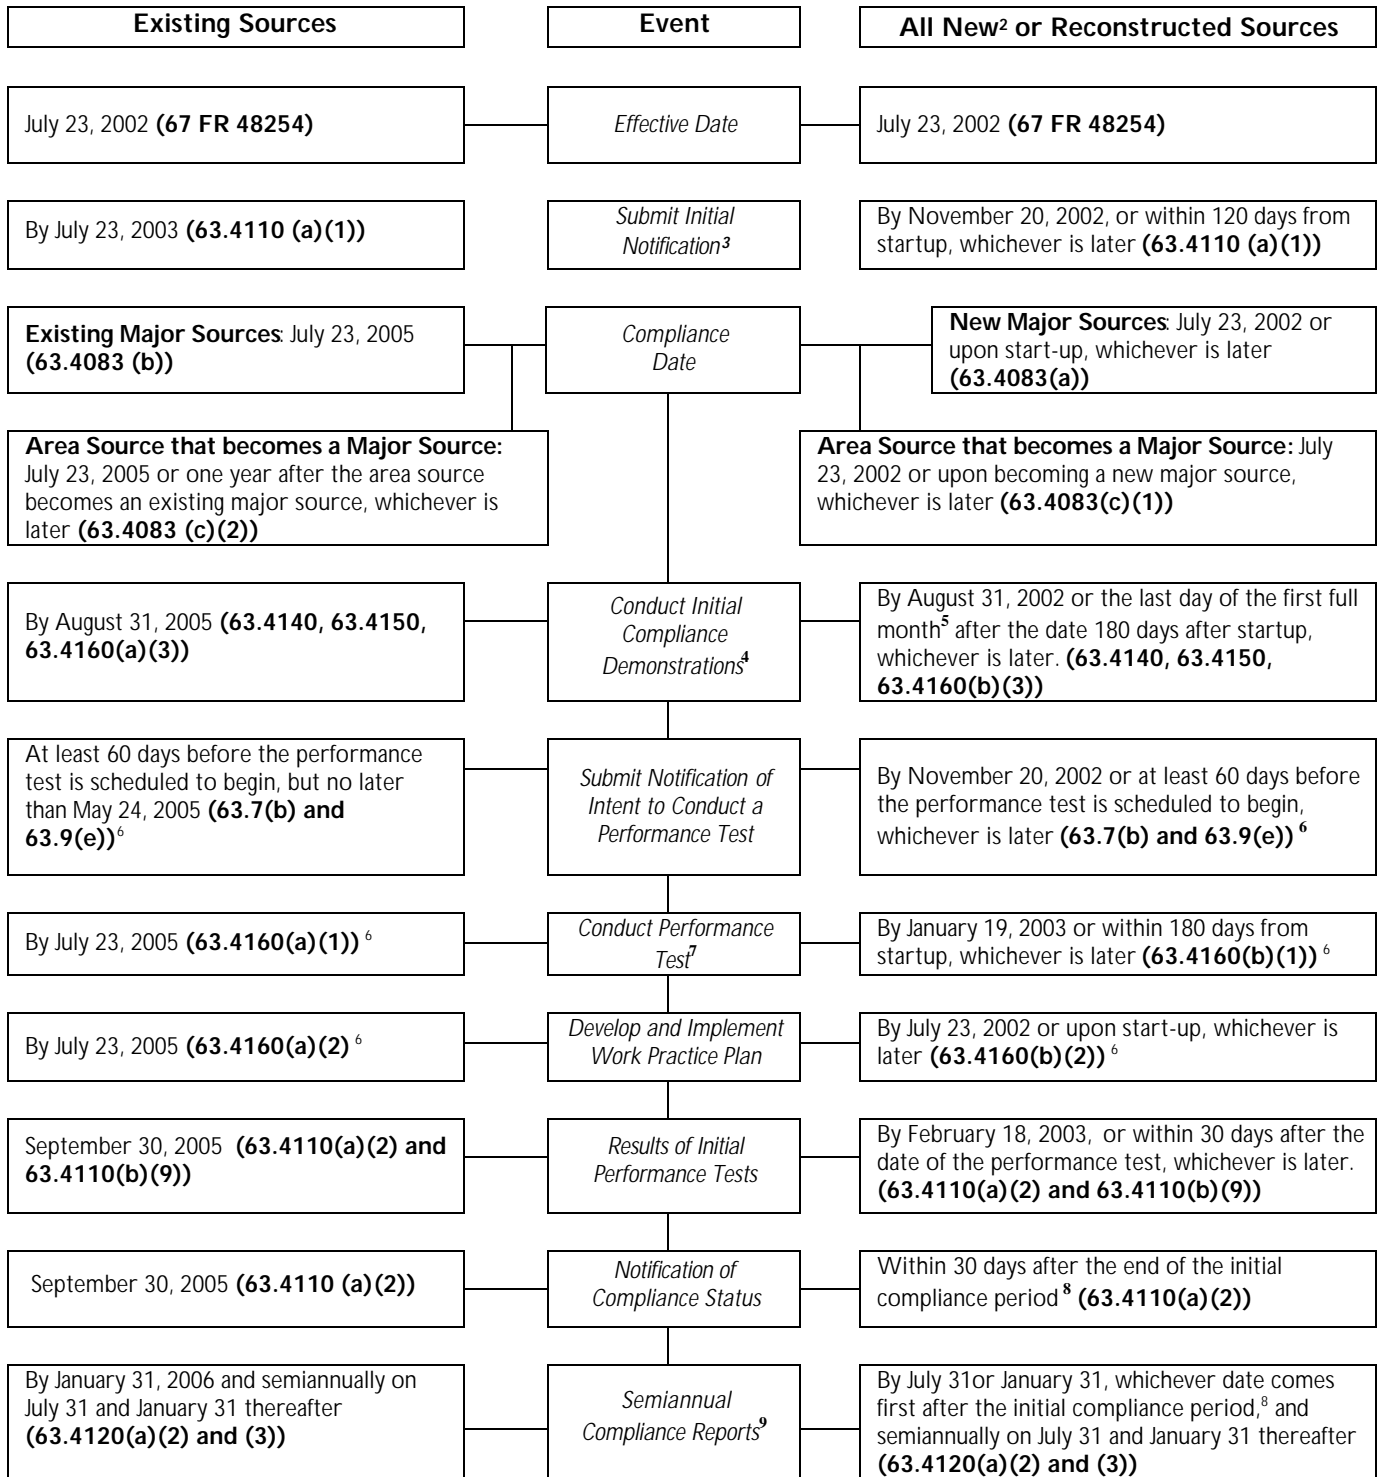 Existing Sources
Event
All New2 or Reconstructed Sources
July 23, 2002 (67 FR 48254)
Effective Date
July 23, 2002 (67 FR 48254)
By July 23, 2003 (63.4110 (a)(1))
Submit Initial
Notification3
By November 20, 2002, or within 120 days from
startup, whichever is later (63.4110 (a)(1))
Existing Major Sources: July 23, 2005
(63.4083 (b))
Compliance
Date
New Major Sources: July 23, 2002 or
upon start-up, whichever is later
(63.4083(a))
Area Source that becomes a Major Source:
July 23, 2005 or one year after the area source
becomes an existing major source, whichever is
later (63.4083 (c)(2))
Area Source that becomes a Major Source: July
23, 2002 or upon becoming a new major source,
whichever is later (63.4083(c)(1))
By August 31, 2005 (63.4140, 63.4150,
63.4160(a)(3))
Conduct Initial
Compliance
Demonstrations4
By August 31, 2002 or the last day of the first full
month5 after the date 180 days after startup,
whichever is later. (63.4140, 63.4150,
63.4160(b)(3))
At least 60 days before the performance
test is scheduled to begin, but no later
than May 24, 2005 (63.7(b) and
63.9(e))6
Submit Notification of
Intent to Conduct a
Performance Test
By November 20, 2002 or at least 60 days before
the performance test is scheduled to begin,
whichever is later (63.7(b) and 63.9(e)) 6
By July 23, 2005 (63.4160(a)(1)) 6
Conduct Performance
Test7
By January 19, 2003 or within 180 days from
startup, whichever is later (63.4160(b)(1)) 6
By July 23, 2005 (63.4160(a)(2) 6
Develop and Implement
Work Practice Plan
By July 23, 2002 or upon start-up, whichever is
later (63.4160(b)(2)) 6
September 30, 2005 (63.4110(a)(2) and
63.4110(b)(9))
Results of Initial
Performance Tests
By February 18, 2003, or within 30 days after the
date of the performance test, whichever is later.
(63.4110(a)(2) and 63.4110(b)(9))
September 30, 2005 (63.4110 (a)(2))
Notification of
Compliance Status
Within 30 days after the end of the initial
compliance period 8 (63.4110(a)(2))
By January 31, 2006 and semiannually on
July 31 and January 31 thereafter
(63.4120(a)(2) and (3))
Semiannual
Compliance Reports9
By July 31or January 31, whichever date comes
first after the initial compliance period,8 and
semiannually on July 31 and January 31 thereafter
(63.4120(a)(2) and (3))